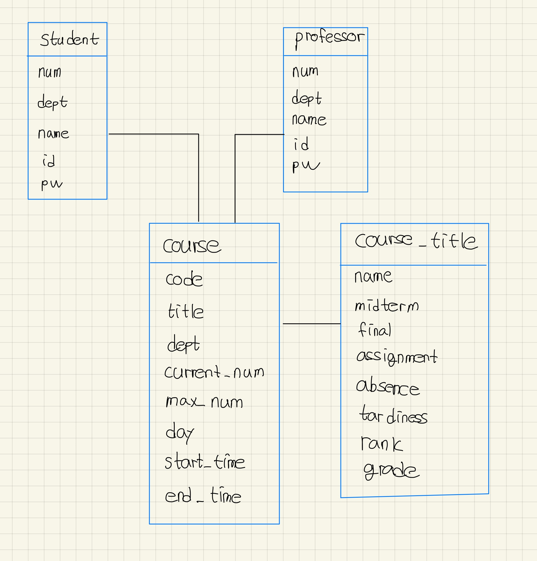 student
num
dept
name
id
pw
professor
num
dept
name
id
pw
course
code
title
dept
current_num
max_num
day
start_time
end_time
course_title
name
midterm
final
assignment
absence
tardiness
rank
grade